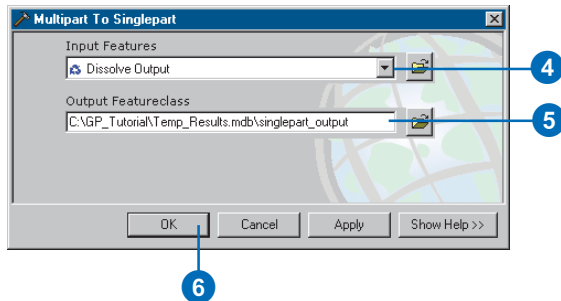 Multipart To Singlepart
Input Features
Dissolve Output
4
Output Featureclass
C:\GP_Tutorial\Temp_Results.mdb\singlepart_output
5
OK
Cancel
Apply
Show Help >>
6